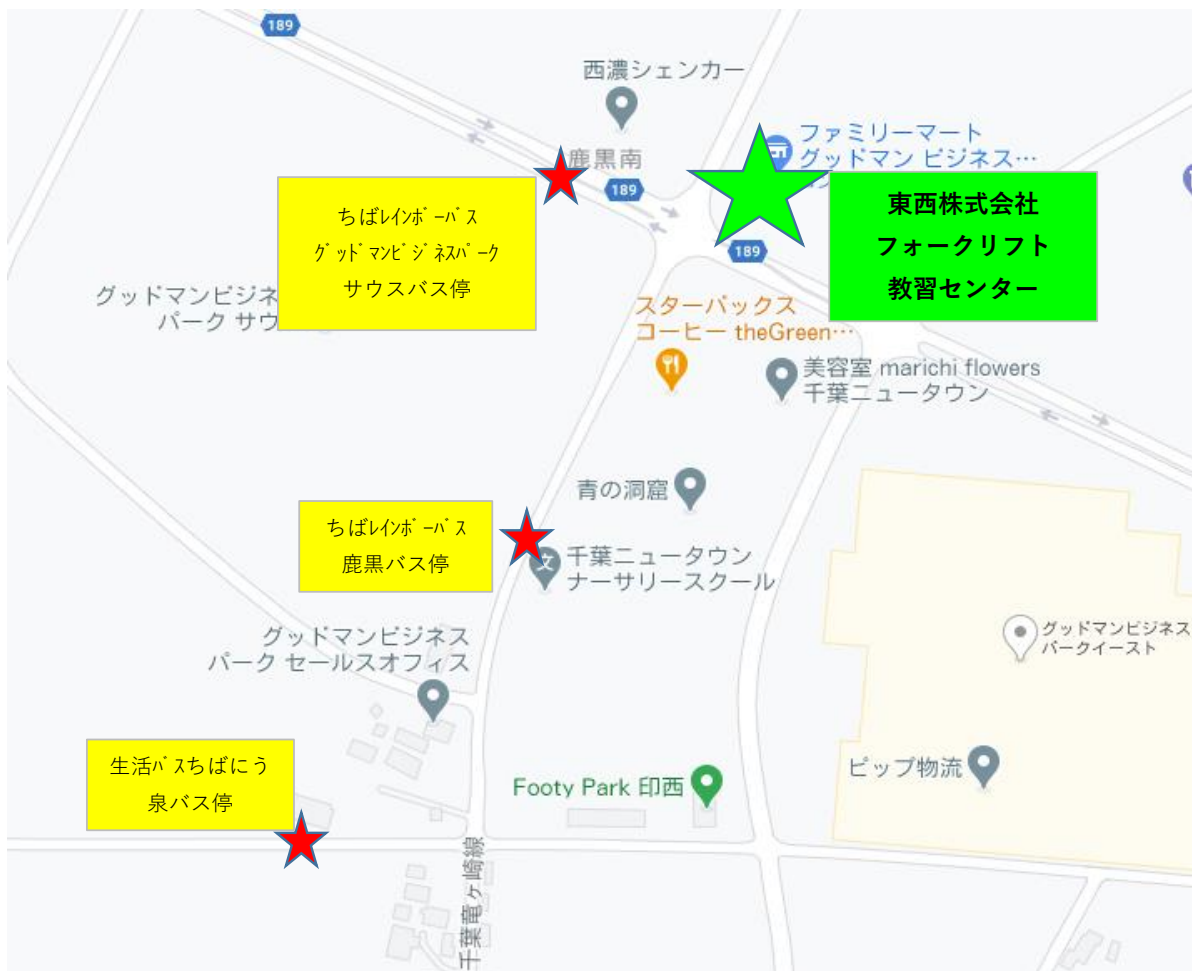 189
西濃シェンカー
鹿黒南
189
ファミリーマート
グッドマン ビジネス…
東西株式会社
フォークリフト
教習センター
189
ちばﾚｲﾝﾎﾞｰﾊﾞｽ
ｸﾞｯﾄﾞﾏﾝﾋﾞｼﾞﾈｽﾊﾟｰｸ
サウスバス停
グッドマンビジネ
パーク サウ
スターバックス
コーヒー theGreen…
美容室 marichi flowers
千葉ニュータウン
青の洞窟
ちばﾚｲﾝﾎﾞｰﾊﾞｽ
鹿黒バス停
文
千葉ニュータウン
ナーサリースクール
グッドマンビジネス
パークイースト
グッドマンビジネス
パーク セールスオフィス
生活ﾊﾞｽちばにう
泉バス停
Footy Park 印西
ピップ物流
千葉竜ヶ崎線